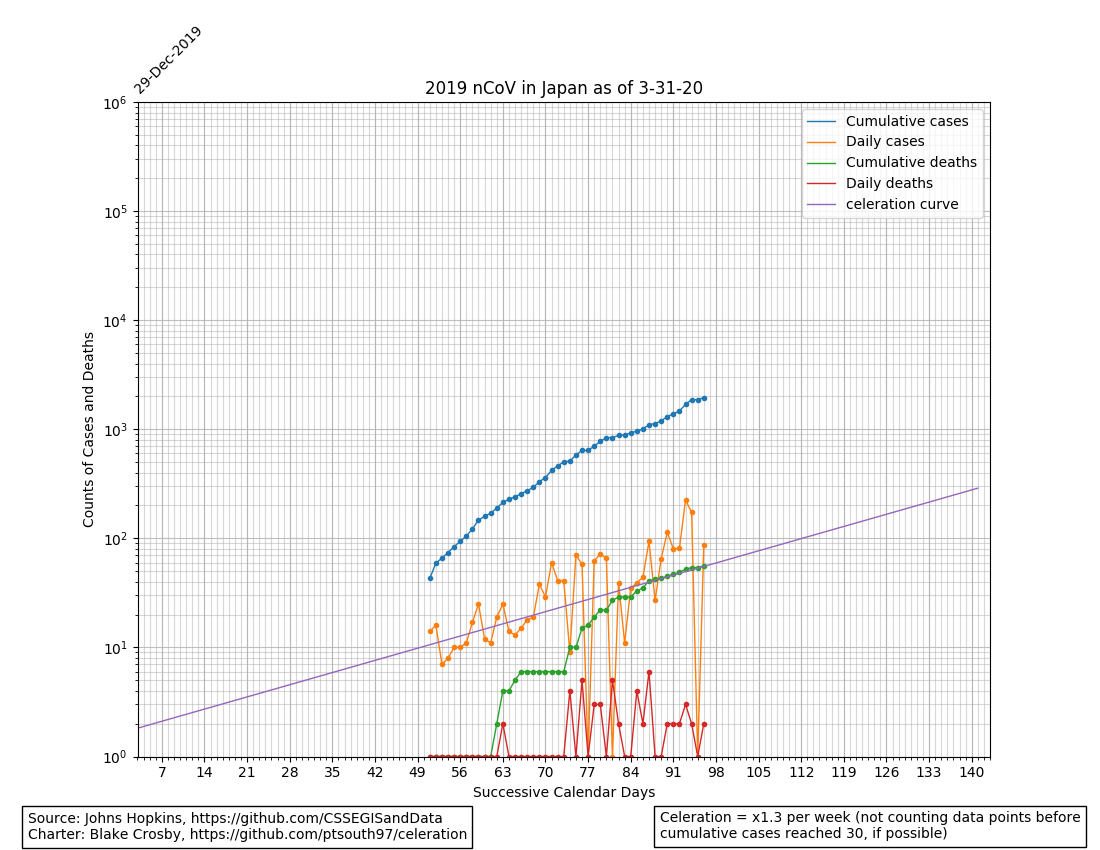 29-Dec-2019
2019 nCoV in Japan as of 3-31-20
Cumulative cases
Daily cases
Cumulative deaths
Daily deaths
celeration curve
Counts of Cases and Deaths
10^6
10^5
10^4
10^3
10^2
10^1
10^0
7 14 21 28 35 42 49 56 63 70 77 84 91 98 105 112 119 126 133 140
Successive Calendar Days
Source: Johns Hopkins, https://github.com/CSSEGISandData
Charter: Blake Crosby, https://github.com/ptsouth97/celeration
Celeration = x1.3 per week (not counting data points before
cumulative cases reached 30, if possible)